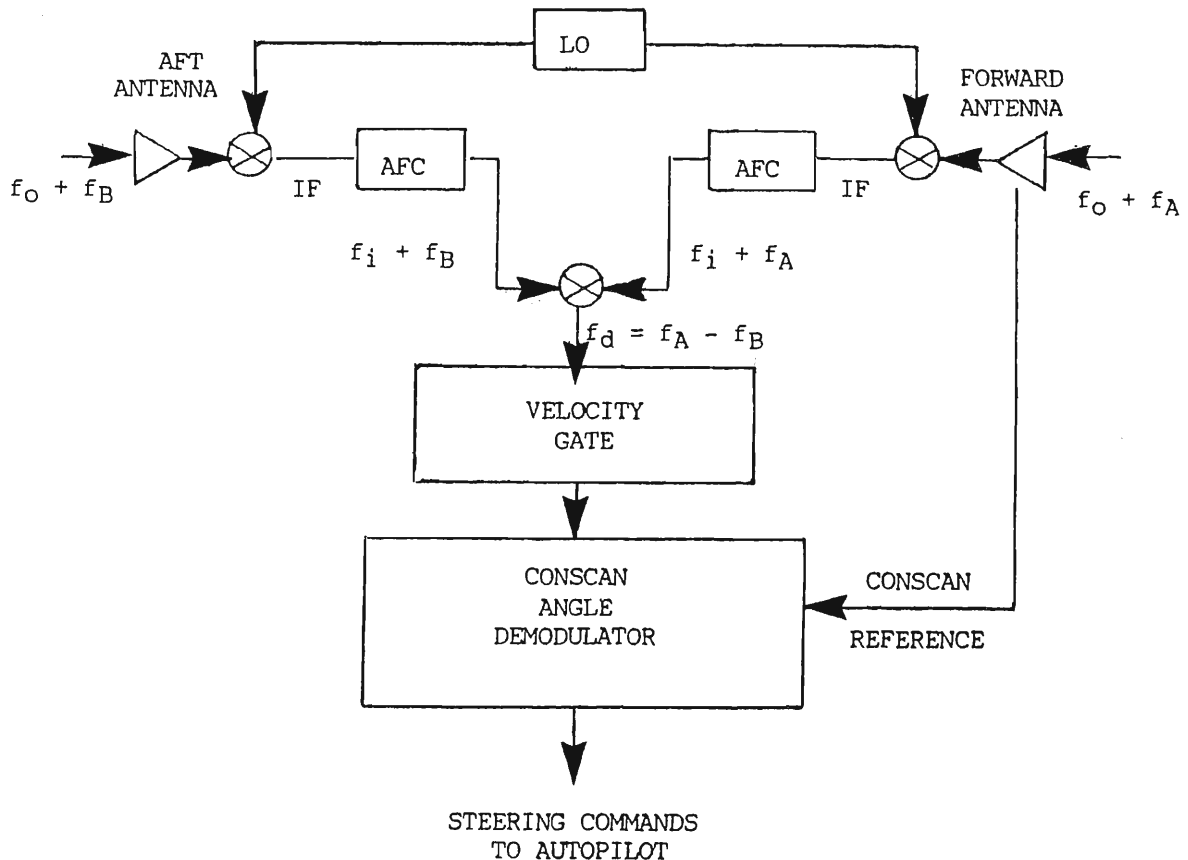 LO
AFT
ANTENNA
FORWARD
ANTENNA
AFC
AFC
IF
IF
f_o + f_B
f_o + f_A
f_i + f_B
f_i + f_A
f_d = f_A - f_B
VELOCITY
GATE
CONSCAN
ANGLE
DEMODULATOR
CONSCAN
REFERENCE
STEERING COMMANDS
TO AUTOPILOT